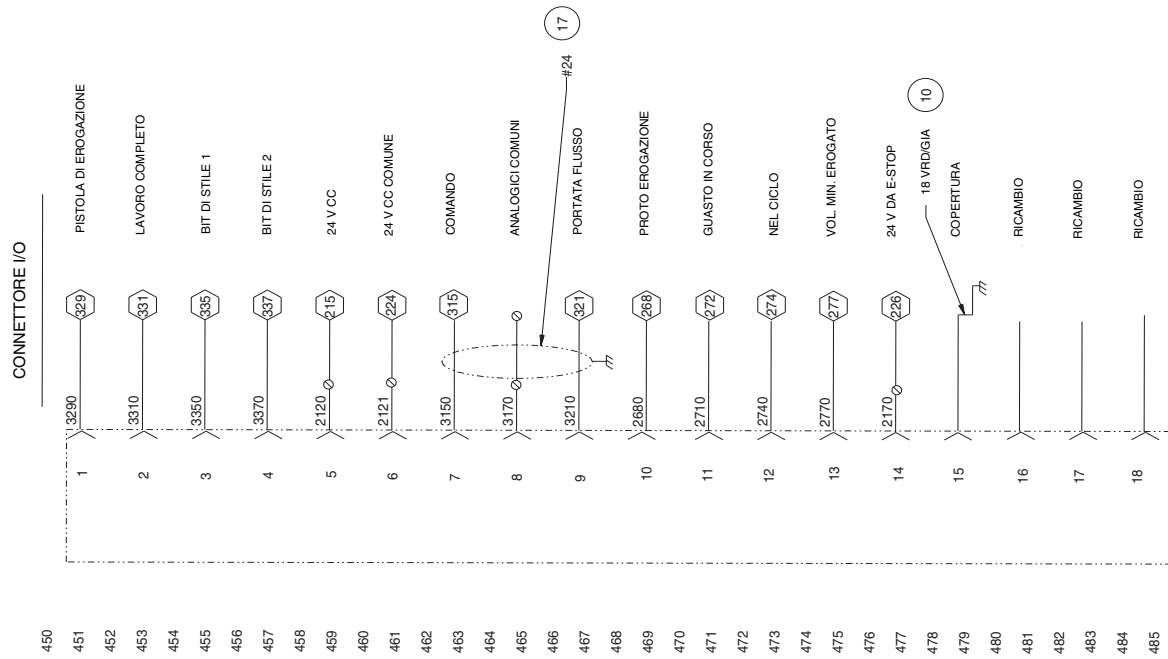 CONNETTORE I/O
450
451 1 3290 329 PISTOLA DI EROGAZIONE
452
453 2 3310 331 LAVORO COMPLETO
454
455 3 3350 335 BIT DI STILE 1
456
457 4 3370 337 BIT DI STILE 2
458
459 5 2120 215 24 V CC
460
461 6 2121 224 24 V CC COMUNE
462
463 7 3150 315 COMANDO
464
465 8 3170 ANALOGICI COMUNI
466 #24 17
467 9 3210 321 PORTATA FLUSSO
468
469 10 2680 268 PROTO EROGAZIONE
470
471 11 2710 272 GUASTO IN CORSO
472
473 12 2740 274 NEL CICLO
474
475 13 2770 277 VOL. MIN. EROGATO
476
477 14 2170 226 24 V DA E-STOP
478 18 VRD/GIA 10
479 15 COPERTURA
480
481 16 RICAMBIO
482
483 17 RICAMBIO
484
485 18 RICAMBIO